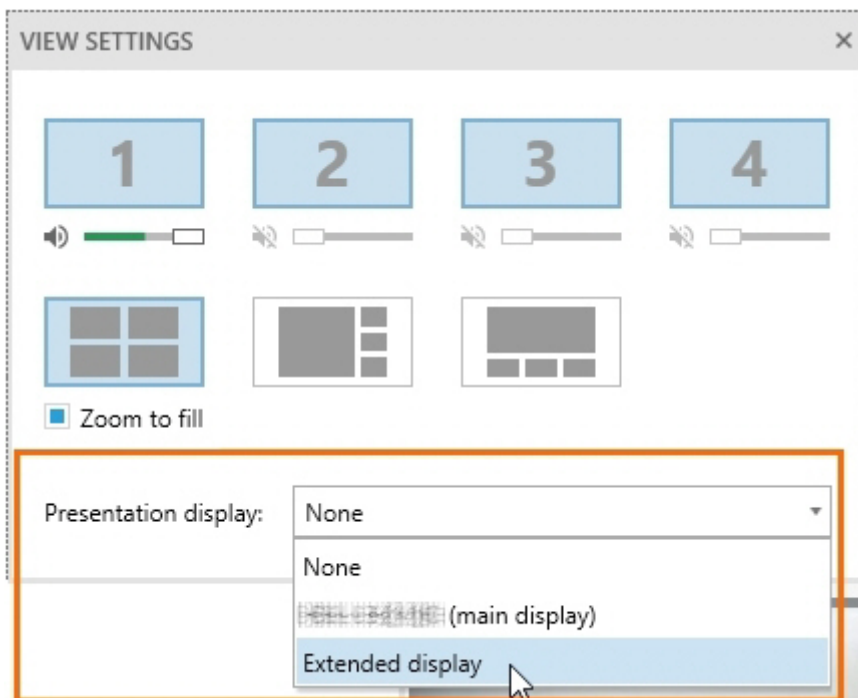 VIEW SETTINGS
1 2 3 4
Zoom to fill
Presentation display: None
None
(main display)
Extended display